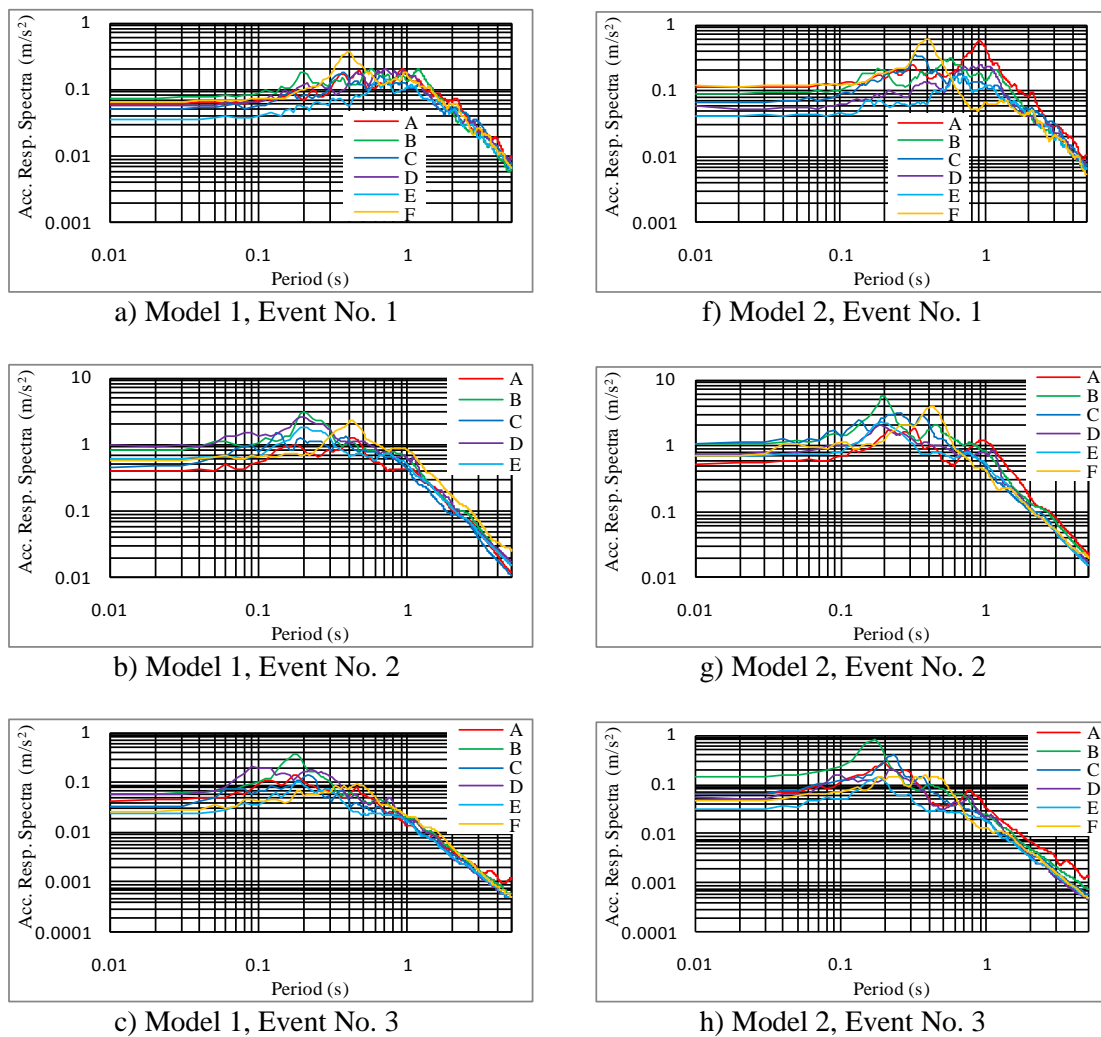 Acc. Resp. Spectra (m/s²)
1
0.1
0.01
0.001
0.01
0.1
1
Period (s)
A
B
C
D
E
F
a) Model 1, Event No. 1
Acc. Resp. Spectra (m/s²)
1
0.1
0.01
0.001
0.01
0.1
1
Period (s)
A
B
C
D
E
F
f) Model 2, Event No. 1
Acc. Resp. Spectra (m/s²)
10
1
0.1
0.01
0.01
0.1
1
Period (s)
A
B
C
D
E
b) Model 1, Event No. 2
Acc. Resp. Spectra (m/s²)
10
1
0.1
0.01
0.01
0.1
1
Period (s)
A
B
C
D
E
F
g) Model 2, Event No. 2
Acc. Resp. Spectra (m/s²)
1
0.1
0.01
0.001
0.0001
0.01
0.1
1
Period (s)
A
B
C
D
E
F
c) Model 1, Event No. 3
Acc. Resp. Spectra (m/s²)
1
0.1
0.01
0.001
0.0001
0.01
0.1
1
Period (s)
A
B
C
D
E
F
h) Model 2, Event No. 3